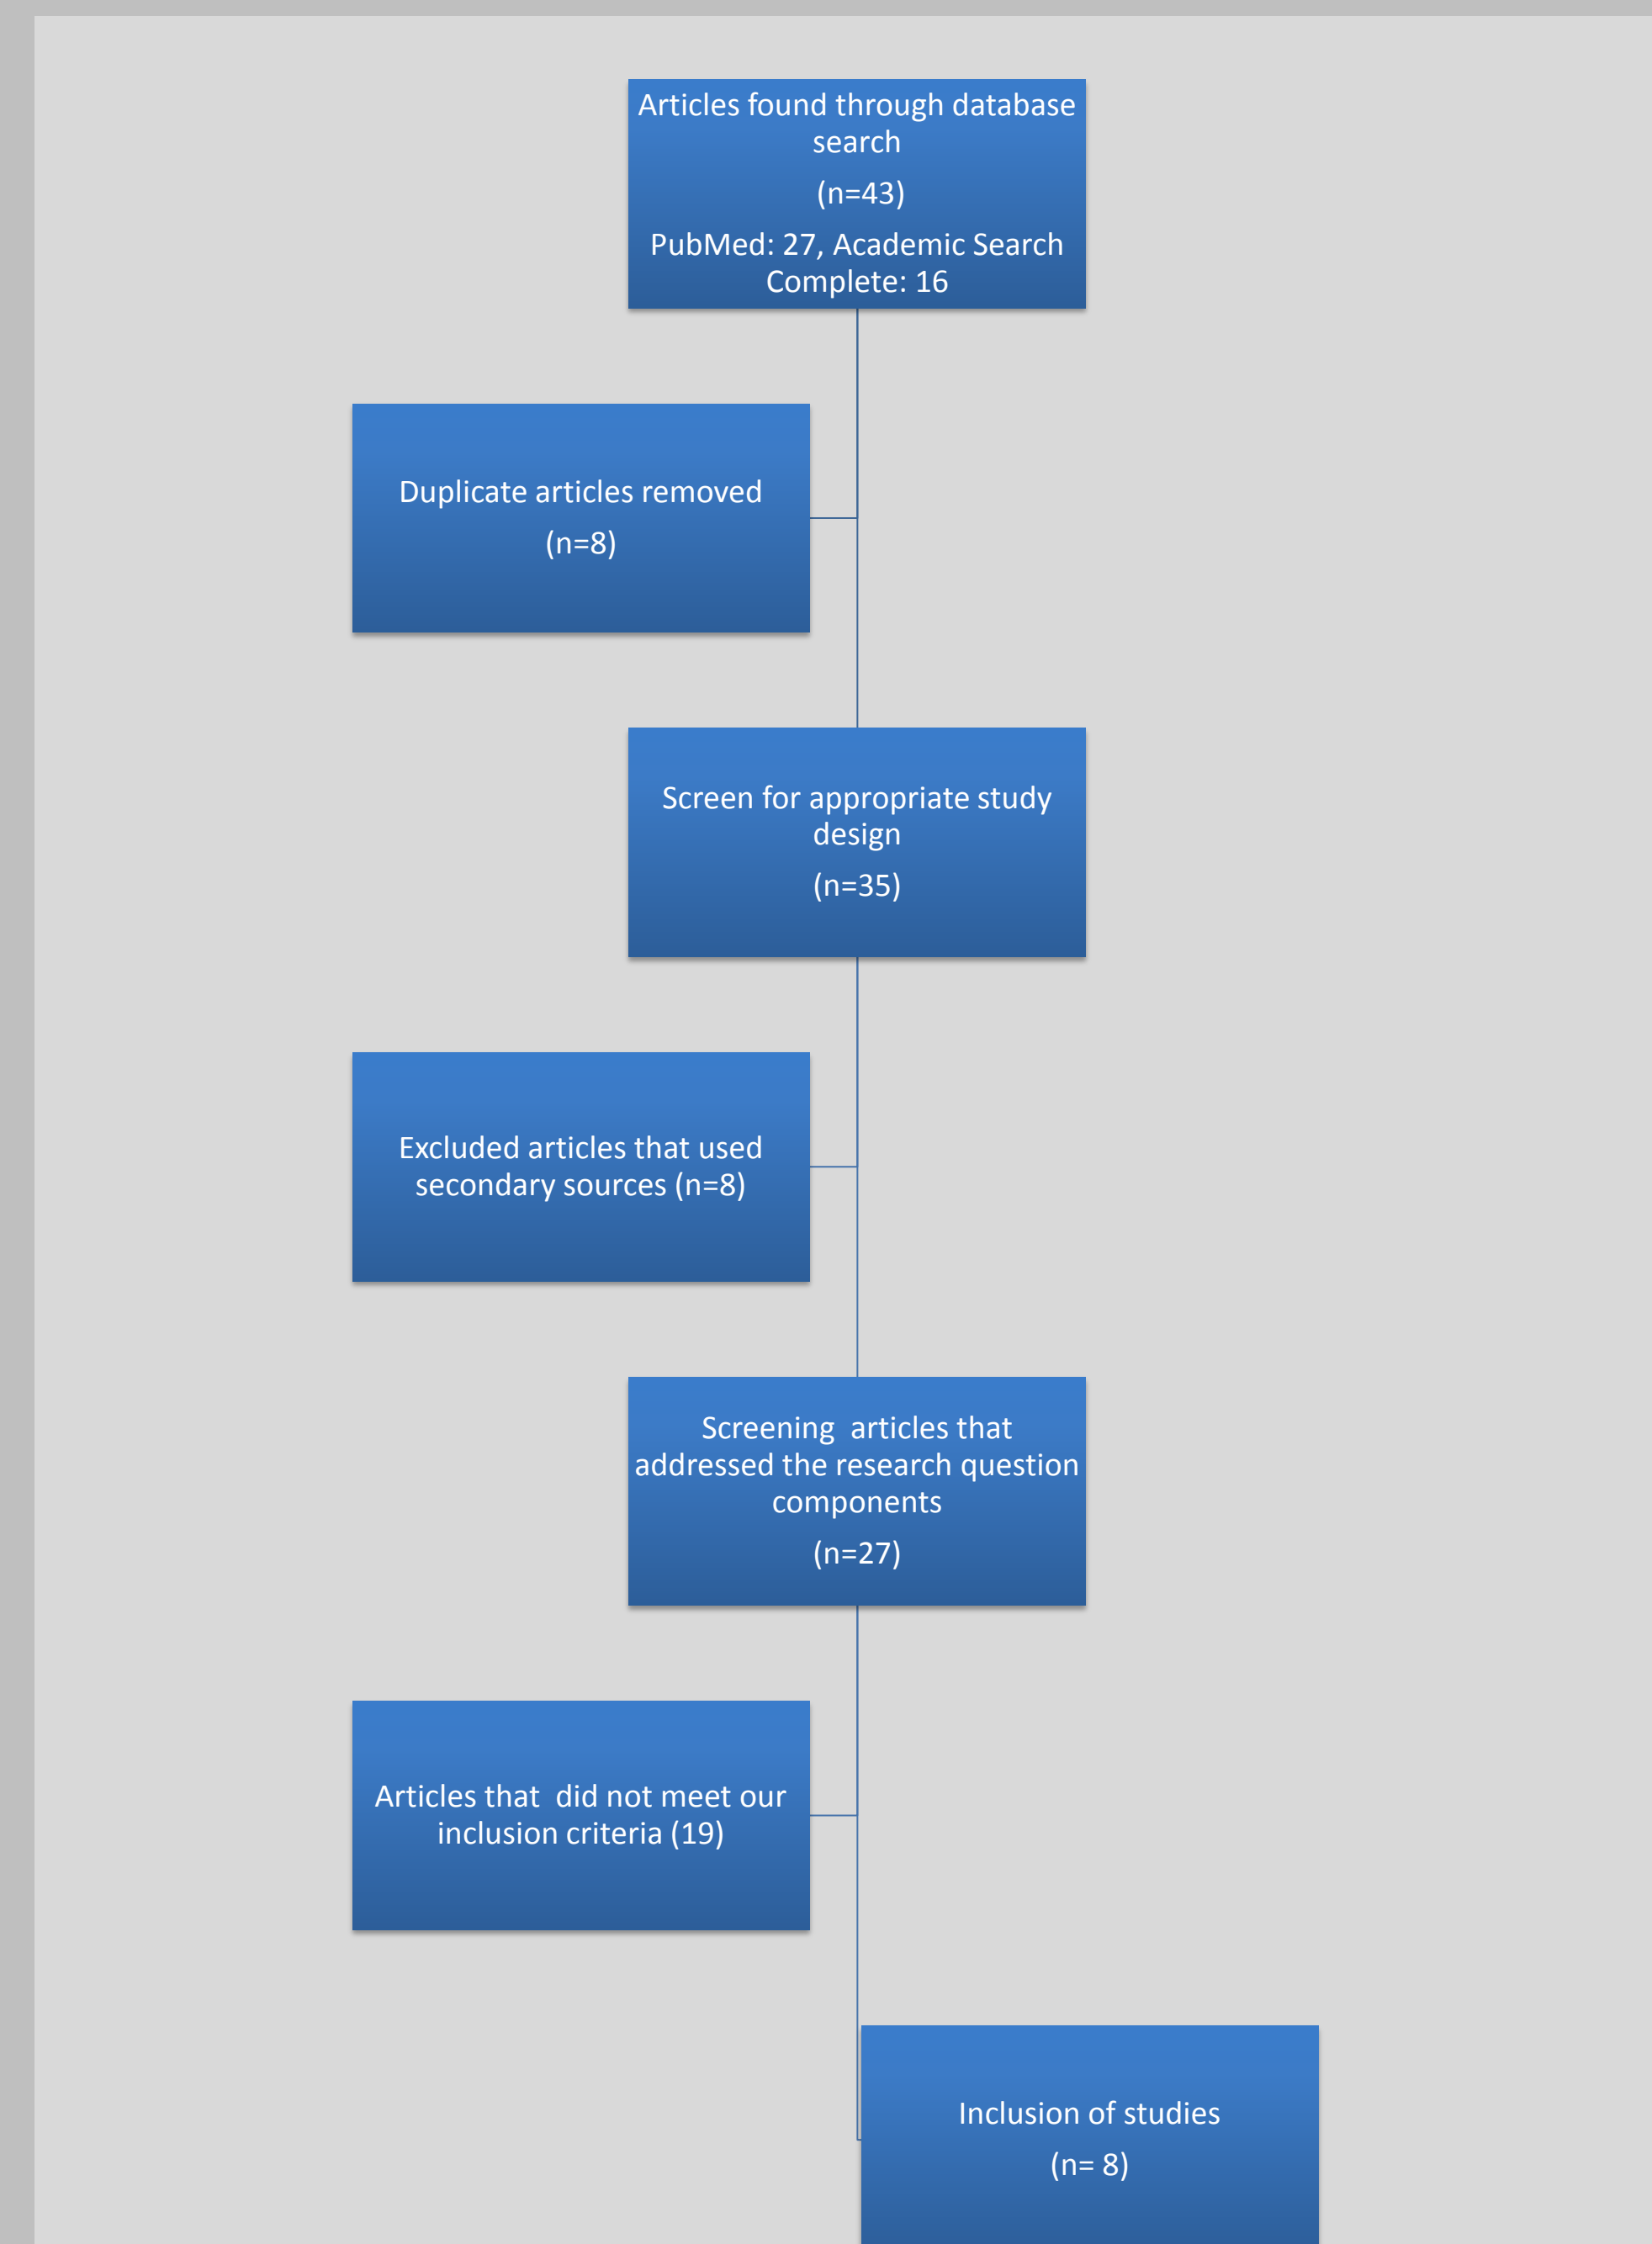 Articles found through database
search
(n=43)
PubMed: 27, Academic Search
Complete: 16
Duplicate articles removed
(n=8)
Screen for appropriate study
design
(n=35)
Excluded articles that used
secondary sources (n=8)
Screening  articles that
addressed the research question
components
(n=27)
Articles that  did not meet our
inclusion criteria (19)
Inclusion of studies
(n= 8)